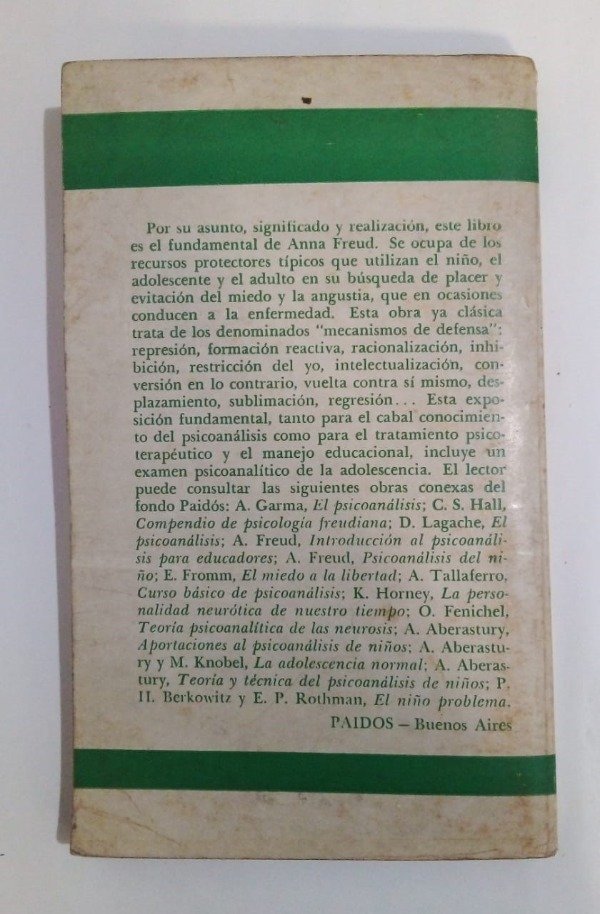 Por su asunto, significado y realización, este libro
es el fundamental de Anna Freud. Se ocupa de los
recursos protectores típicos que utilizan el niño, el
adolescente y el adulto en su búsqueda de placer y
evitación del miedo y la angustia, que en ocasiones
conducen a la enfermedad. Esta obra ya clásica
trata de los denominados "mecanismos de defensa":
represión, formación reactiva, racionalización, inhi-
bición, restricción del yo, intelectualización, con-
versión en lo contrario, vuelta contra sí mismo, des-
plazamiento, sublimación, regresión... Esta expo-
sición fundamental, tanto para el cabal conocimien-
to del psicoanálisis como para el tratamiento psico-
terapéutico y el manejo educacional, incluye un
examen psicoanalítico de la adolescencia. El lector
puede consultar las siguientes obras conexas del
fondo Paidós: A. Garma, El psicoanálisis; C. S. Hall,
Compendio de psicología freudiana; D. Lagache, El
psicoanálisis; A. Freud, Introducción al psicoanáli-
sis para educadores; A. Freud, Psicoanálisis del ni-
ño; E. Fromm, El miedo a la libertad; A. Tallaferro,
Curso básico de psicoanálisis; K. Horney, La perso-
nalidad neurótica de nuestro tiempo; O. Fenichel,
Teoría psicoanalítica de las neurosis; A. Aberastury,
Aportaciones al psicoanálisis de niños; A. Aberastu-
ry y M. Knobel, La adolescencia normal; A. Aberas-
tury, Teoría y técnica del psicoanálisis de niños; P.
H. Berkowitz y E. P. Rothman, El niño problema.
PAIDOS — Buenos Aires